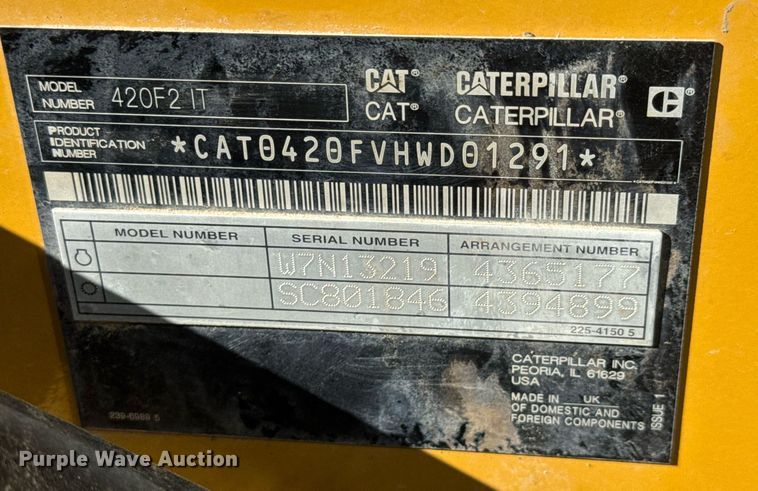 MODEL NUMBER 420F2 IT
CAT® CATERPILLAR®
CAT® CATERPILLAR®
C
PRODUCT IDENTIFICATION NUMBER *CAT0420FVHWD01291*
MODEL NUMBER SERIAL NUMBER ARRANGEMENT NUMBER
W7N13219 4365177
SC801846 4394899
225-4150 5
CATERPILLAR INC.
PEORIA, IL 61629
USA
MADE IN UK
OF DOMESTIC AND
FOREIGN COMPONENTS
ISSUE 1
239-6989 5
Purple Wave Auction